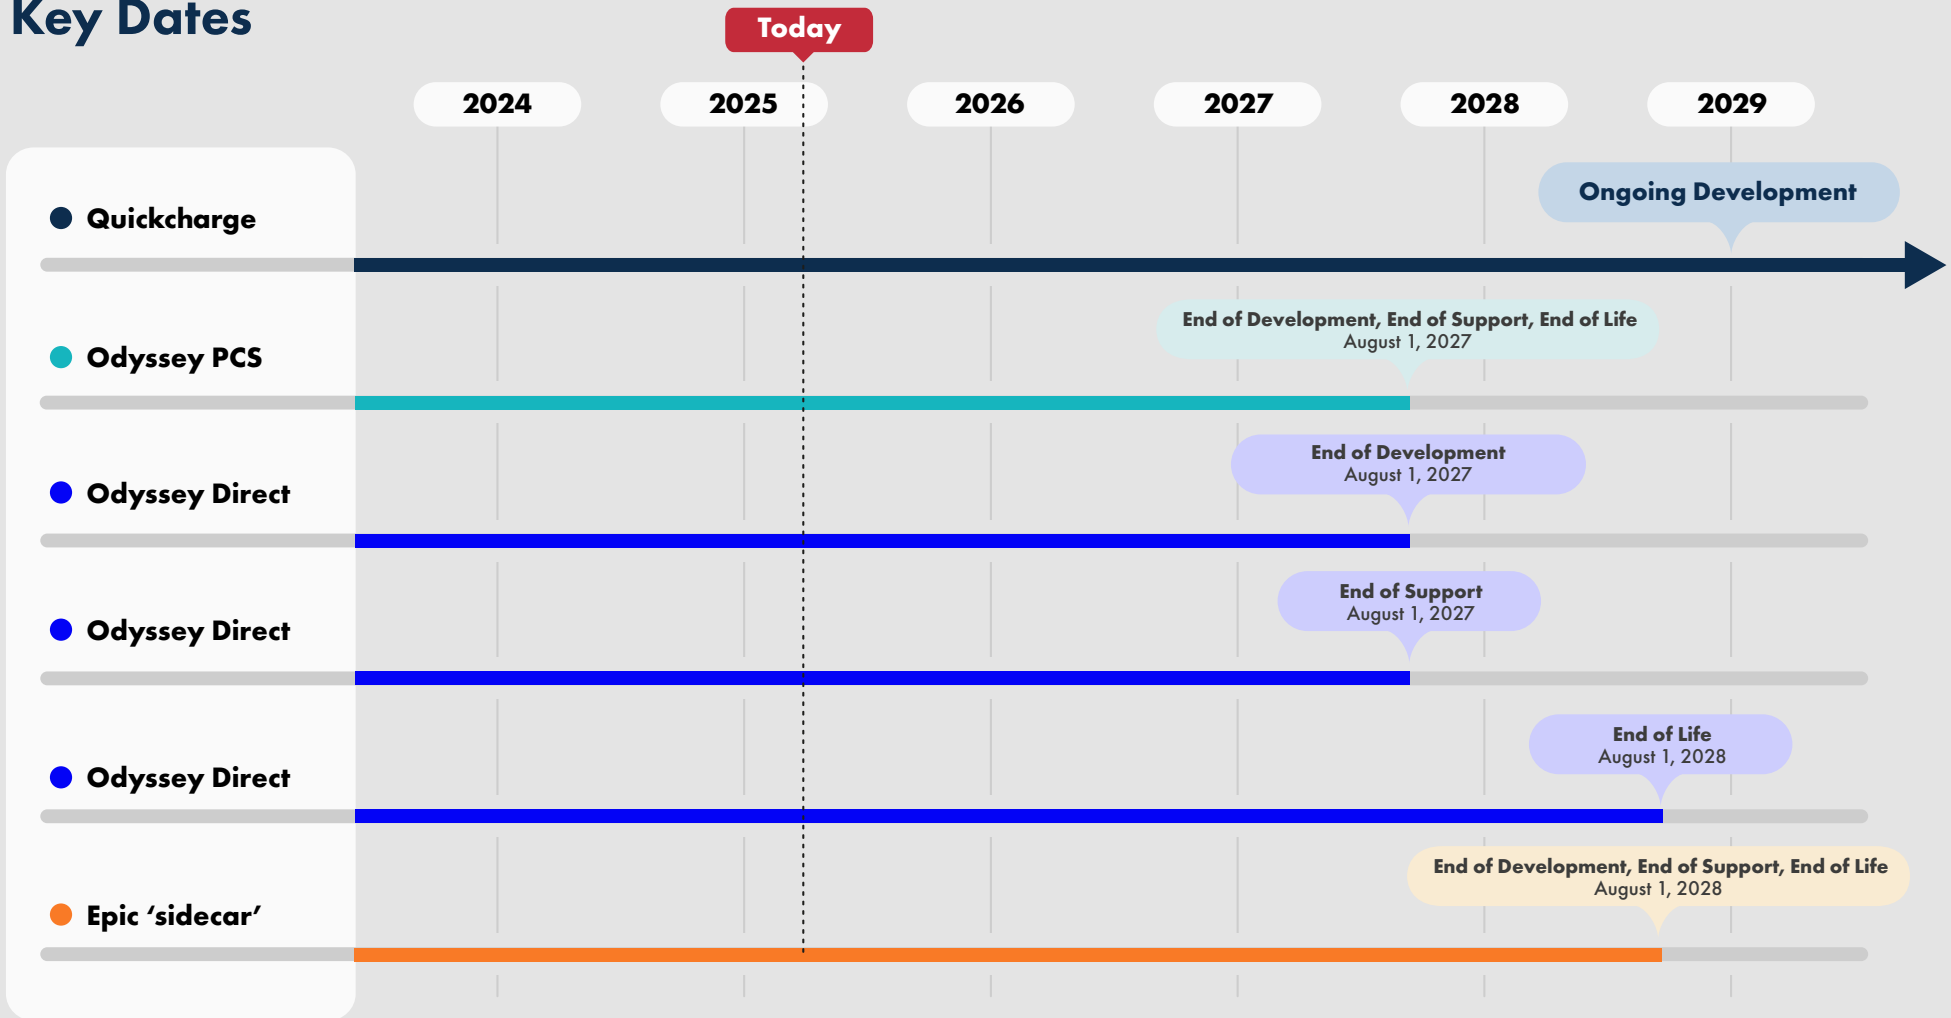 Key Dates
Today
2024
2025
2026
2027
2028
2029
Quickcharge
Ongoing Development
Odyssey PCS
End of Development, End of Support, End of Life
August 1, 2027
Odyssey Direct
End of Development
August 1, 2027
Odyssey Direct
End of Support
August 1, 2027
Odyssey Direct
End of Life
August 1, 2028
Epic ‘sidecar’
End of Development, End of Support, End of Life
August 1, 2028